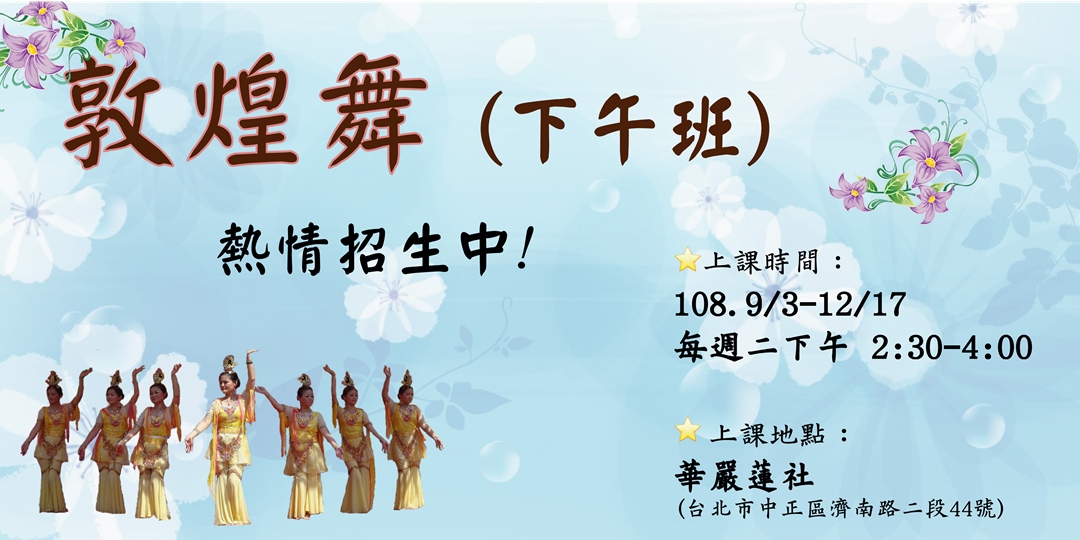 敦煌舞 (下午班)
熱情招生中!
上課時間：
108.9/3-12/17
每週二下午 2:30-4:00
上課地點：
華嚴蓮社
(台北市中正區濟南路二段44號)